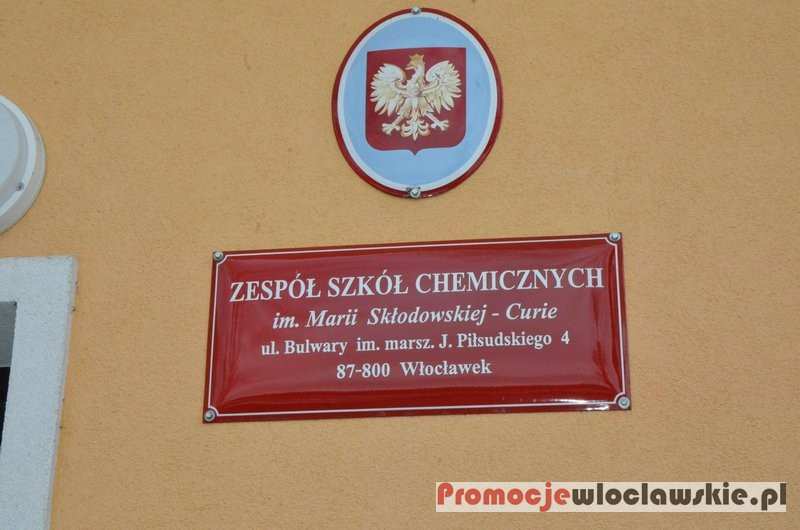 ZESPÓŁ SZKÓŁ CHEMICZNYCH
im. Marii Skłodowskiej - Curie
ul. Bulwary im. marsz. J. Piłsudskiego 4
87-800 Włocławek
Promocjewloclawskie.pl